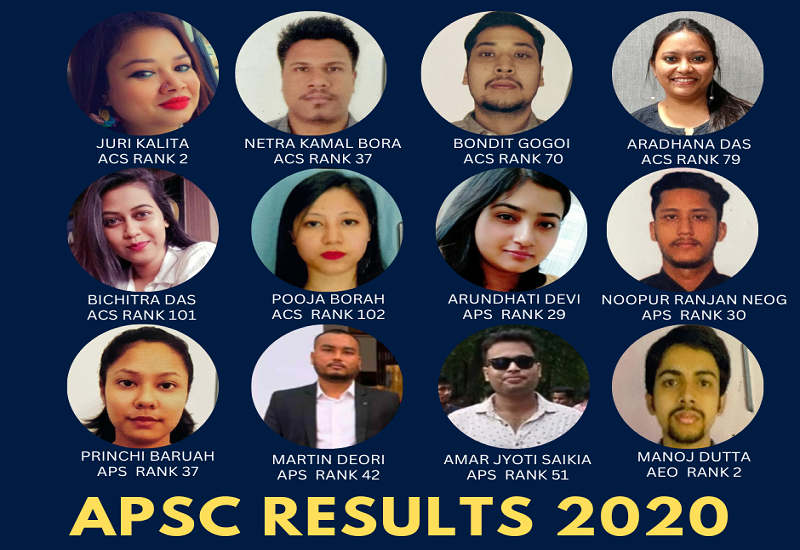 JURI KALITA
ACS RANK 2
NETRA KAMAL BORA
ACS RANK 37
BONDIT GOGOI
ACS RANK 70
ARADHANA DAS
ACS RANK 79
BICHITRA DAS
ACS RANK 101
POOJA BORAH
ACS RANK 102
ARUNDHATI DEVI
APS RANK 29
NOOPUR RANJAN NEOG
APS RANK 30
PRINCHI BARUAH
APS RANK 37
MARTIN DEORI
APS RANK 42
AMAR JYOTI SAIKIA
APS RANK 51
MANOJ DUTTA
AEO RANK 2
APSC RESULTS 2020